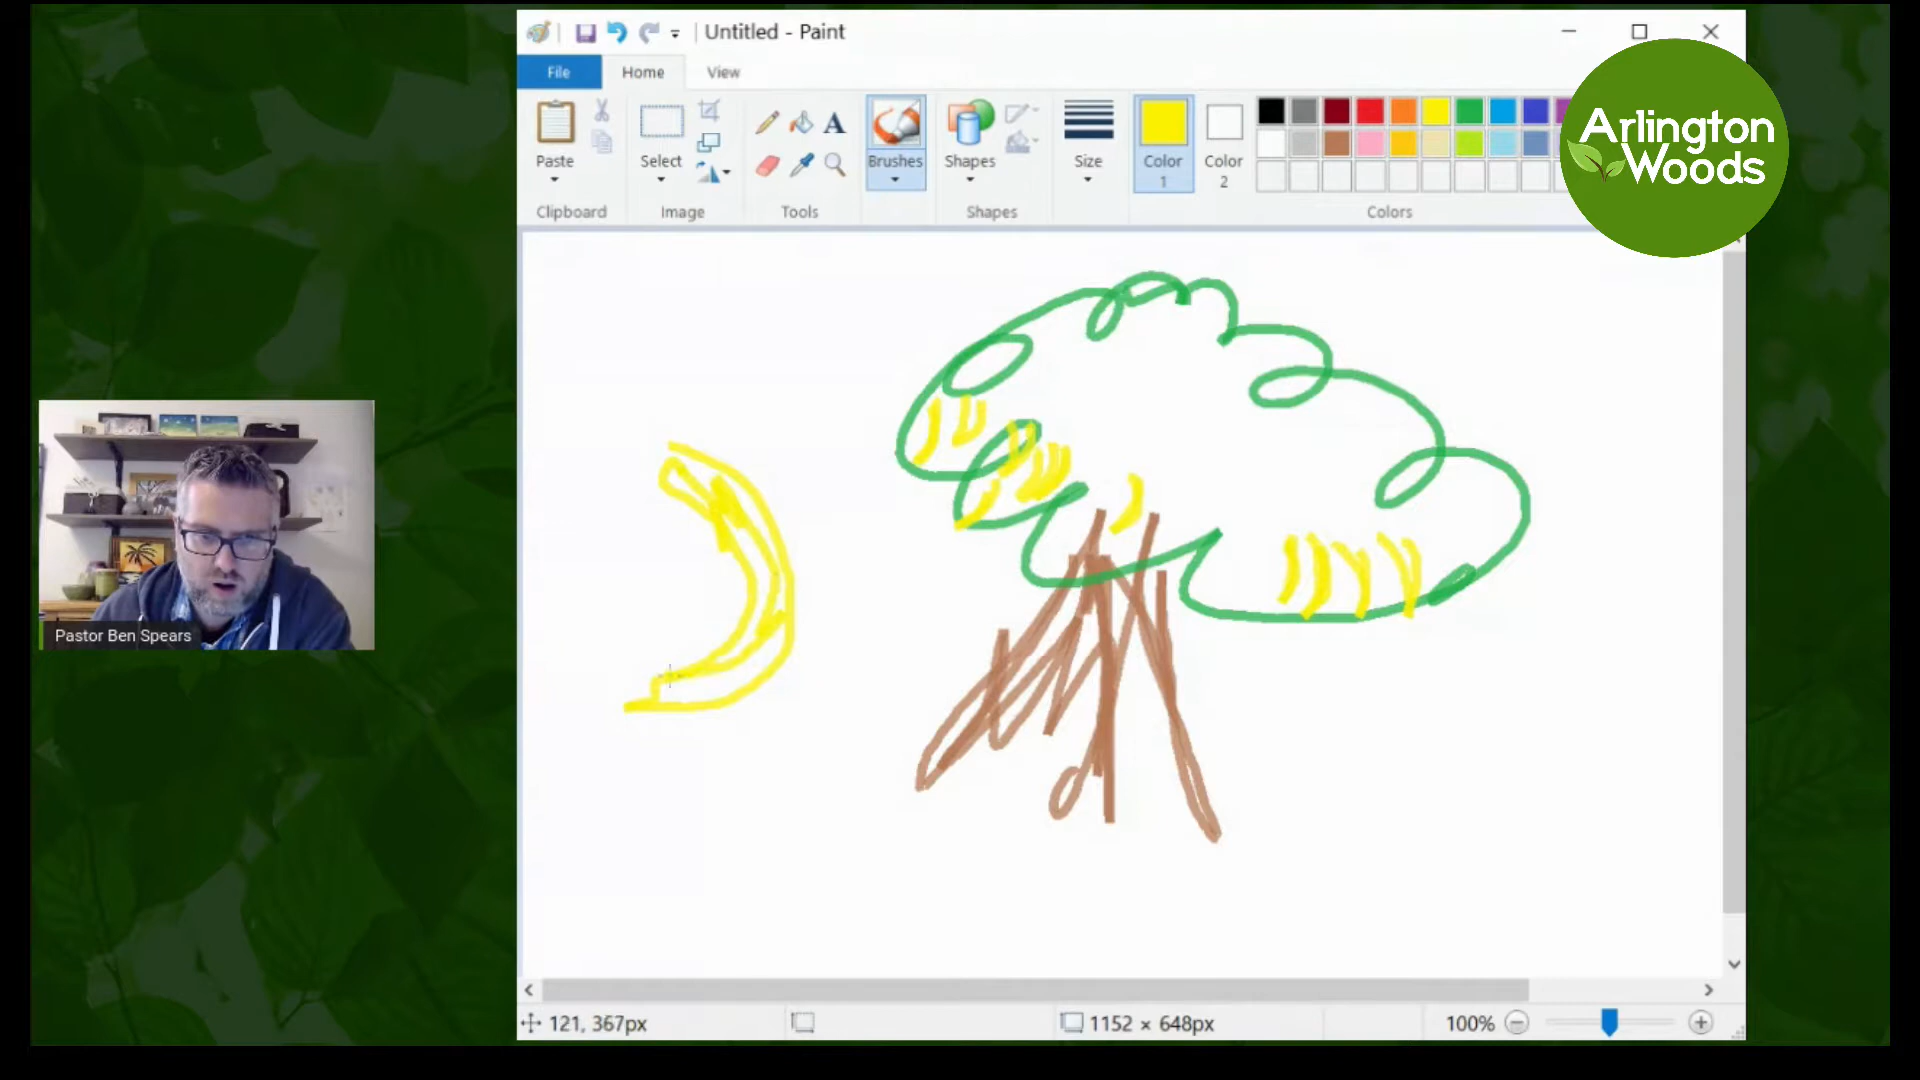 Untitled - Paint
File Home View
Paste
Select
A
Brushes
Shapes
Size
Color 1
Color 2
Clipboard
Image
Tools
Shapes
Colors
Arlington
Woods
Pastor Ben Spears
121, 367px
1152 × 648px
100%